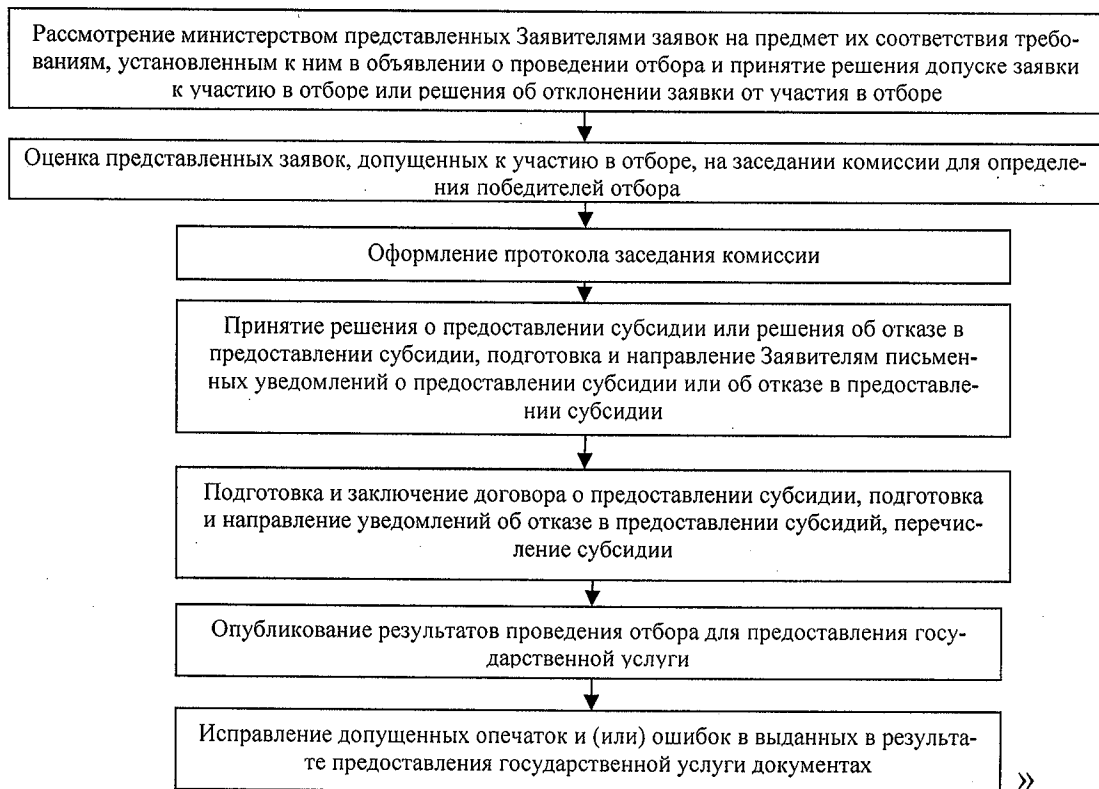 Рассмотрение министерством представленных Заявителями заявок на предмет их соответствия требо-
ваниям, установленным к ним в объявлении о проведении отбора и принятие решения допуске заявки
к участию в отборе или решения об отклонении заявки от участия в отборе
Оценка представленных заявок, допущенных к участию в отборе, на заседании комиссии для определе-
ния победителей отбора
Оформление протокола заседания комиссии
Принятие решения о предоставлении субсидии или решения об отказе в
предоставлении субсидии, подготовка и направление Заявителям письмен-
ных уведомлений о предоставлении субсидии или об отказе в предоставле-
нии субсидии
Подготовка и заключение договора о предоставлении субсидии, подготовка
и направление уведомлений об отказе в предоставлении субсидий, перечис-
ление субсидии
Опубликование результатов проведения отбора для предоставления госу-
дарственной услуги
Исправление допущенных опечаток и (или) ошибок в выданных в результа-
те предоставления государственной услуги документах
»